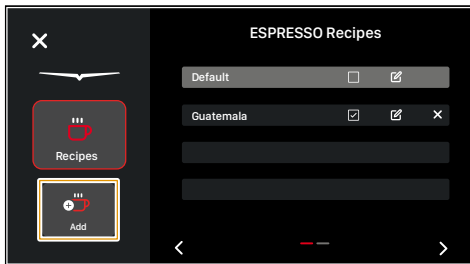 ESPRESSO Recipes
Default
Guatemala
Recipes
Add